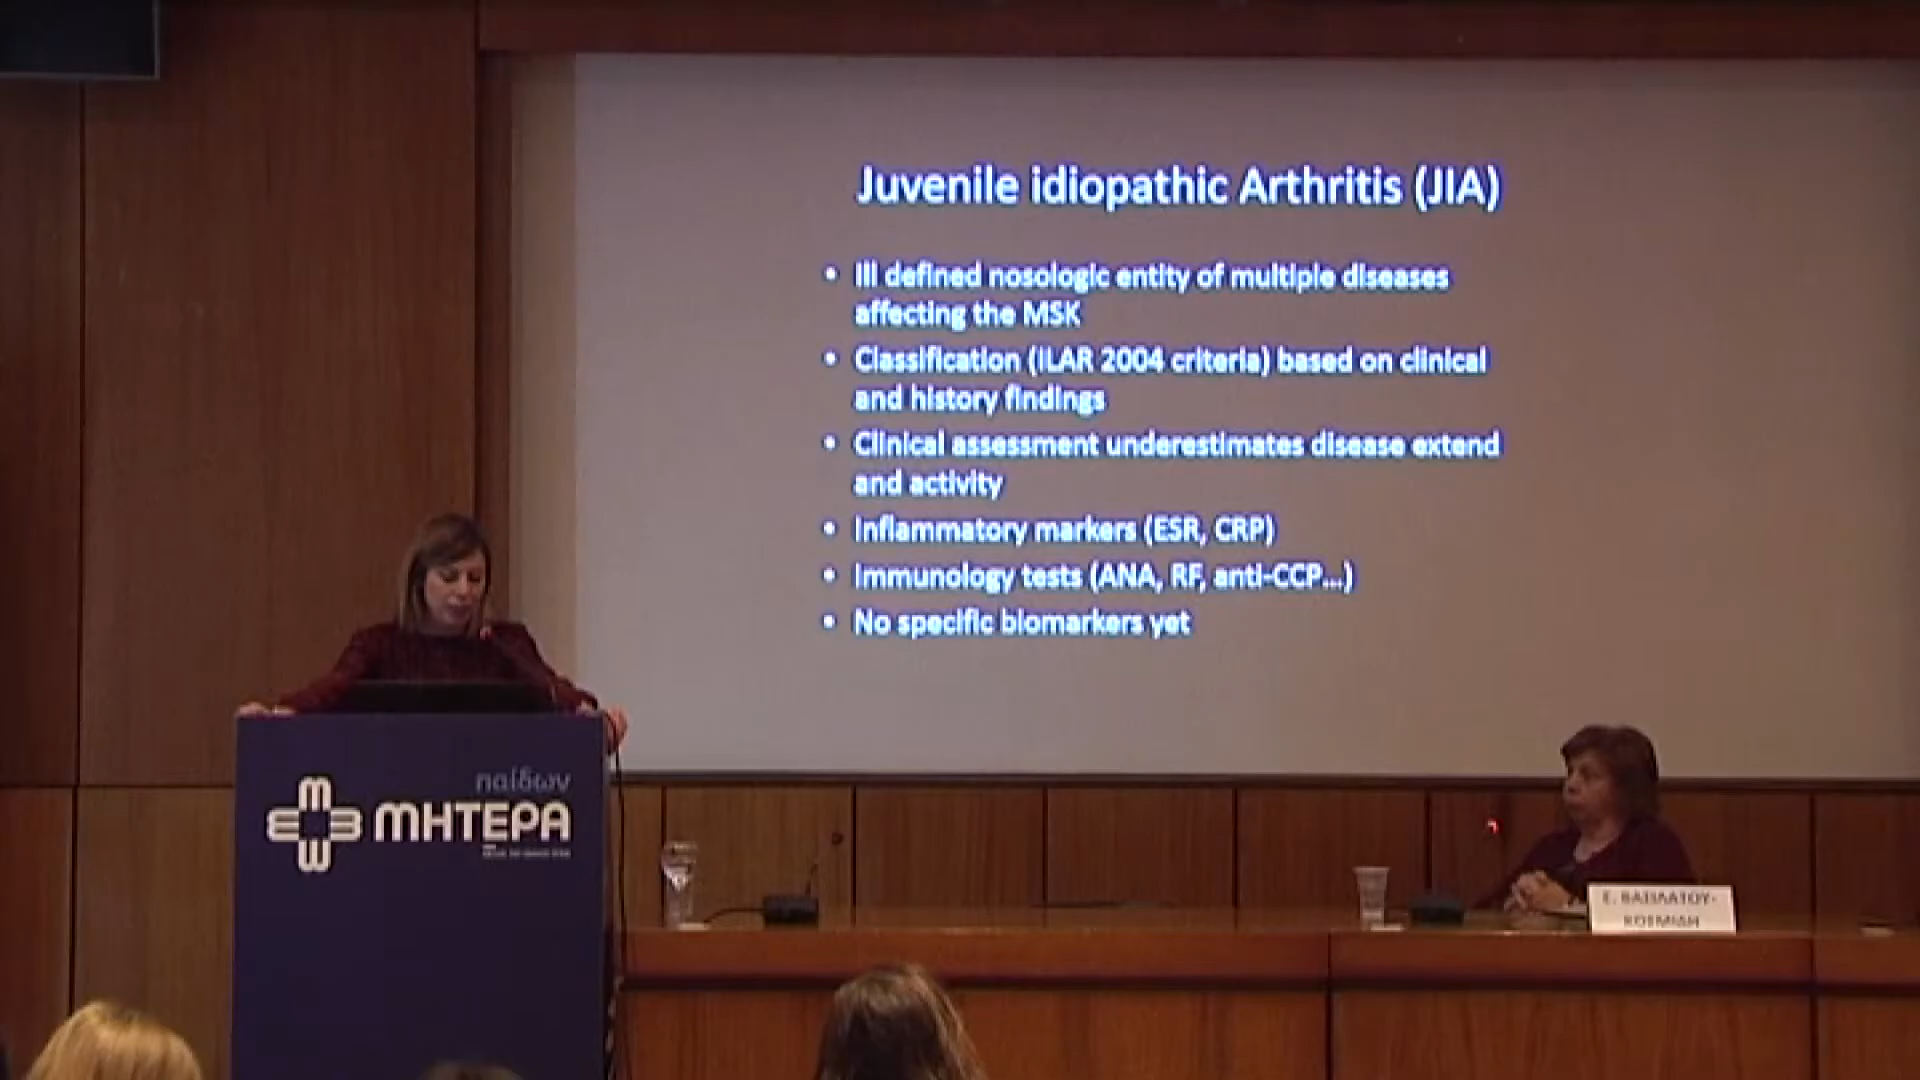 Juvenile idiopathic Arthritis (JIA)
• Ill defined nosologic entity of multiple diseases
affecting the MSK
• Classification (ILAR 2004 criteria) based on clinical
and history findings
• Clinical assessment underestimates disease extend
and activity
• Inflammatory markers (ESR, CRP)
• Immunology tests (ANA, RF, anti-CCP...)
• No specific biomarkers yet
παίδων
ΜΗΤΕΡΑ
Ε. ΒΑΣΙΛΑΤΟΥ-
ΚΟΣΜΙΔΗ